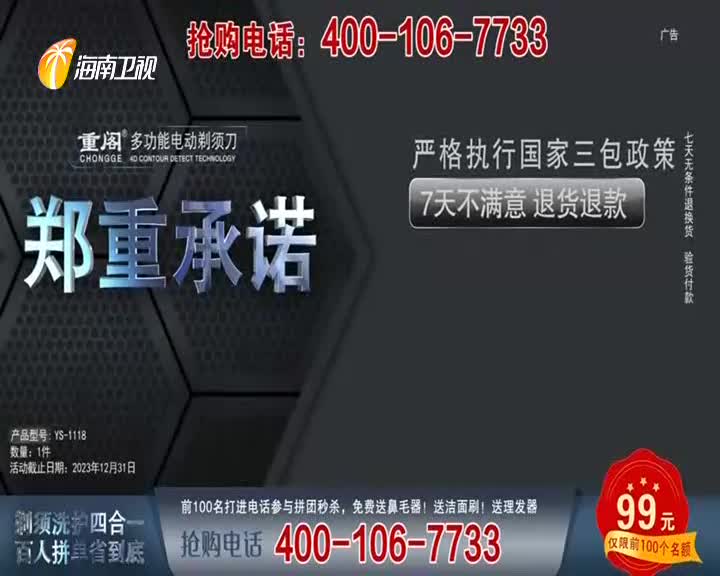 抢购电话：400-106-7733
广告
海南卫视
重阁® 多功能电动剃须刀
CHONGGE 4D CONTOUR DETECT TECHNOLOGY
郑重承诺
严格执行国家三包政策
7天不满意 退货退款
七天无条件退换货 验货付款
产品型号: YS-1118
数量: 1件
活动截止日期: 2023年12月31日
剃须洗护四合一
百人拼单省到底
前100名打进电话参与拼团秒杀，免费送鼻毛器！送洁面刷！送理发器
抢购电话 400-106-7733
99元
仅限前100个名额